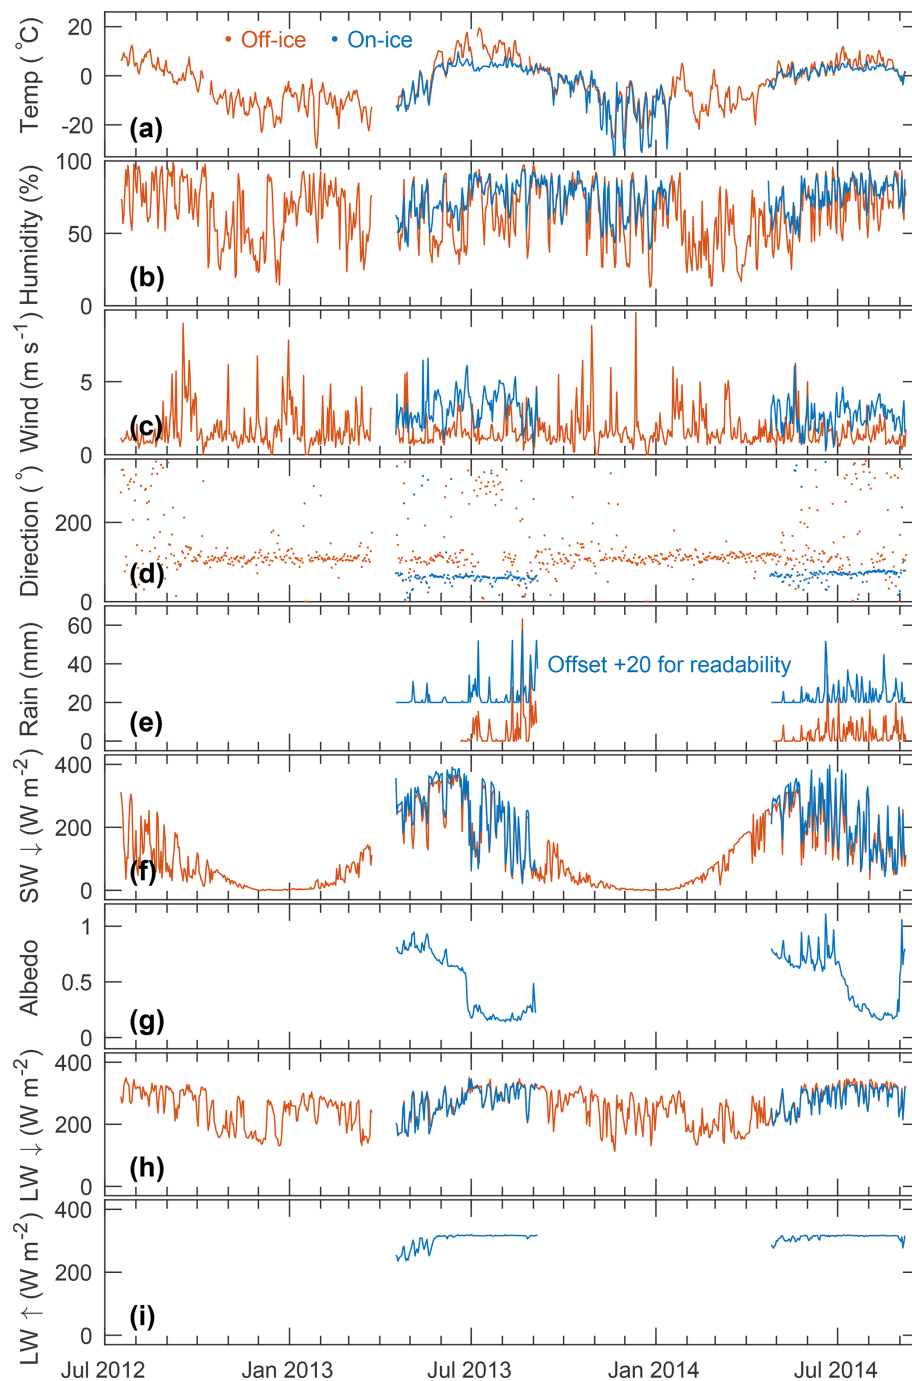 Off-ice On-ice
Temp (°C)
20
0
-20
(a)
Humidity (%)
100
50
0
(b)
Wind (m s⁻¹)
5
0
(c)
Direction (°)
200
0
(d)
Rain (mm)
60
40
20
0
Offset +20 for readability
(e)
SW ↓ (W m⁻²)
400
200
0
(f)
Albedo
1
0.5
0
(g)
LW ↓ (W m⁻²)
400
200
0
(h)
LW ↑ (W m⁻²)
400
200
0
(i)
Jul 2012 Jan 2013 Jul 2013 Jan 2014 Jul 2014